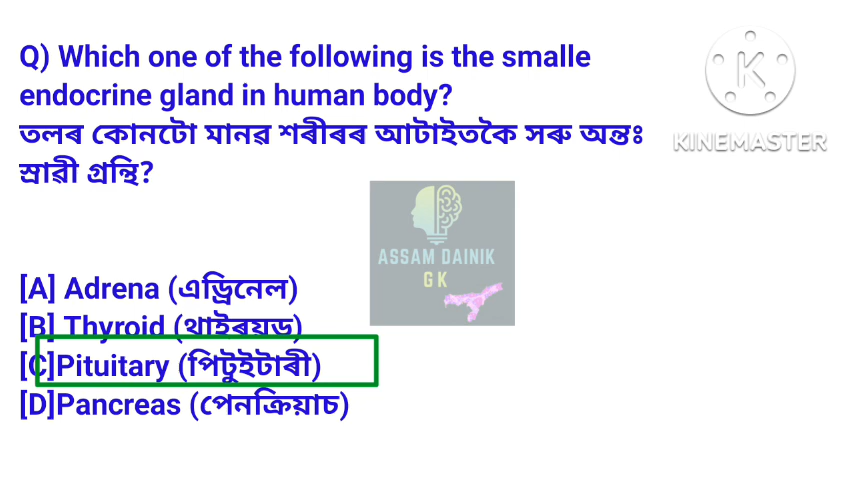 Q) Which one of the following is the smalle
endocrine gland in human body?
তলৰ কোনটো মানৱ শৰীৰৰ আটাইতকৈ সৰু অন্তঃ
স্ৰাৱী গ্ৰন্থি?
K
KINEMASTER
ASSAM DAINIK
GK
[A] Adrena (এড্ৰিনেল)
[B] Thyroid (থাইৰয়ড)
[C]Pituitary (পিটুইটাৰী)
[D]Pancreas (পেনক্ৰিয়াচ)